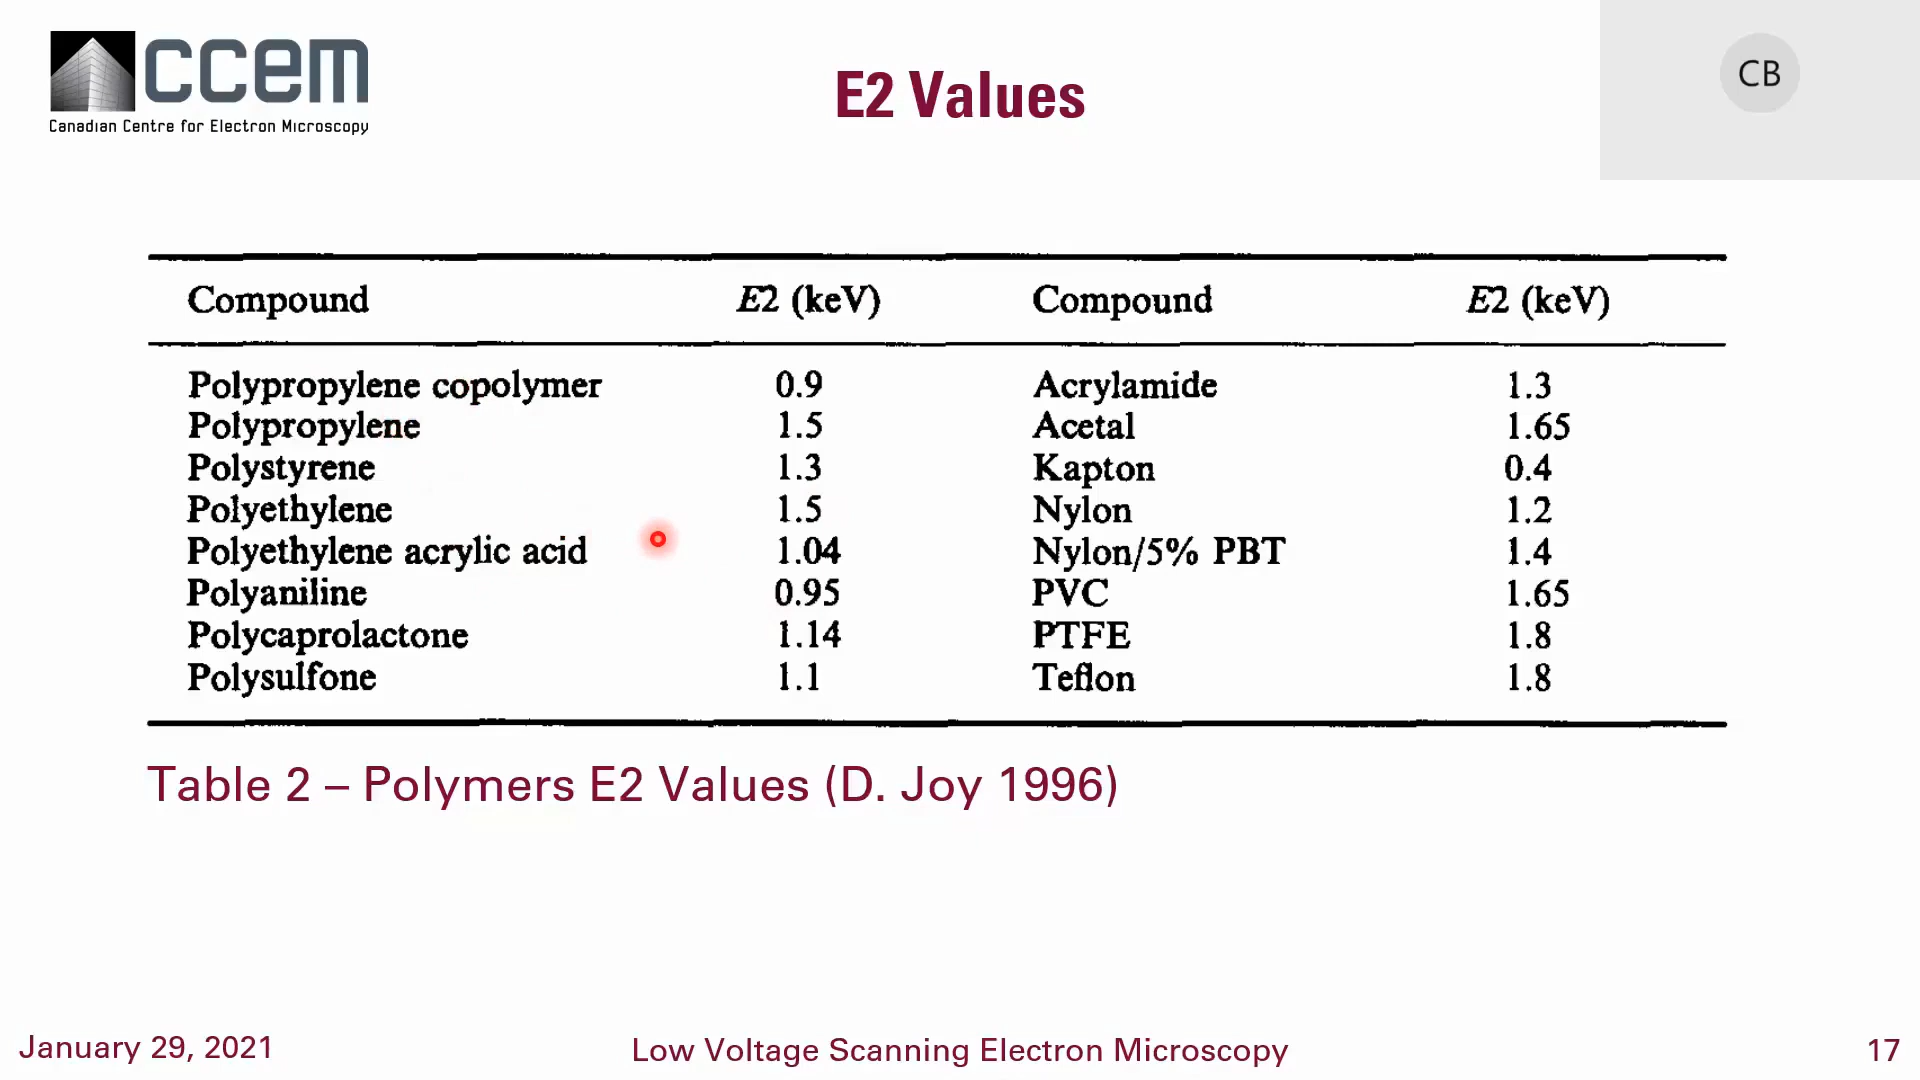 ccem
Canadian Centre for Electron Microscopy
E2 Values
CB
Compound E2 (keV) Compound E2 (keV)
Polypropylene copolymer 0.9 Acrylamide 1.3
Polypropylene 1.5 Acetal 1.65
Polystyrene 1.3 Kapton 0.4
Polyethylene 1.5 Nylon 1.2
Polyethylene acrylic acid 1.04 Nylon/5% PBT 1.4
Polyaniline 0.95 PVC 1.65
Polycaprolactone 1.14 PTFE 1.8
Polysulfone 1.1 Teflon 1.8
Table 2 – Polymers E2 Values (D. Joy 1996)
January 29, 2021 Low Voltage Scanning Electron Microscopy 17